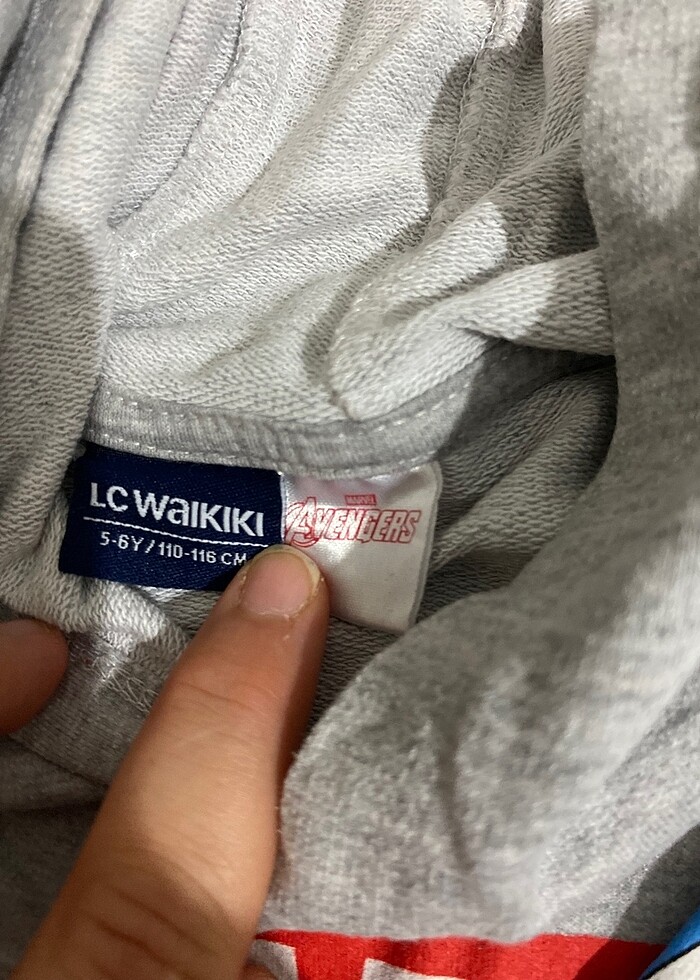 LC WAIKIKI
5-6Y / 110-116 CM
MARVEL
AVENGERS